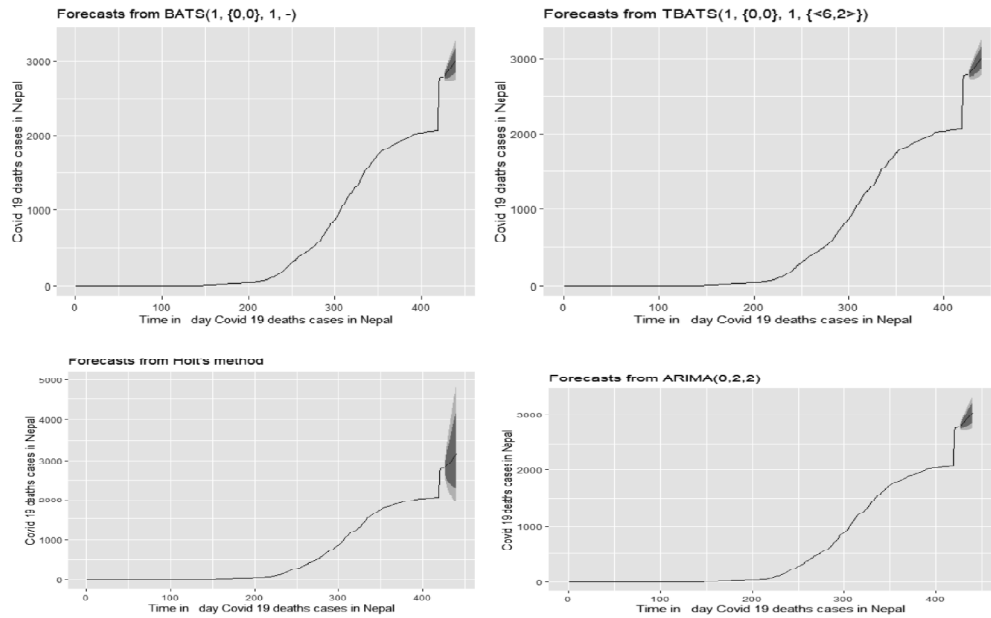 Forecasts from BATS(1, {0,0}, 1, -)
Covid 19 deaths cases in Nepal
3000
2000
1000
0
0 100 200 300 400
Time in day Covid 19 deaths cases in Nepal
Forecasts from TBATS(1, {0,0}, 1, {<6,2>})
Covid 19 deaths cases in Nepal
3000
2000
1000
0
0 100 200 300 400
Time in day Covid 19 deaths cases in Nepal
Forecasts from Holt's method
Covid 19 deaths cases in Nepal
5000
4000
3000
2000
1000
0
0 100 200 300 400
Time in day Covid 19 deaths cases in Nepal
Forecasts from ARIMA(0,2,2)
Covid 19 deaths cases in Nepal
3000
2000
1000
0
0 100 200 300 400
Time in day Covid 19 deaths cases in Nepal